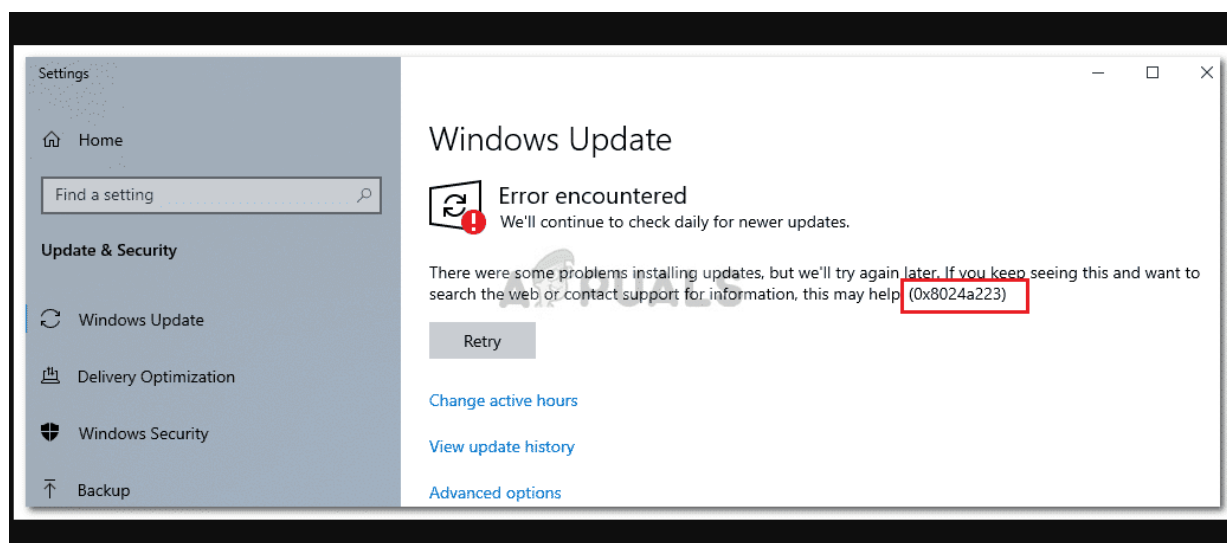 Settings
Home
Find a setting
Update & Security
Windows Update
Delivery Optimization
Windows Security
Backup
Windows Update
Error encountered
We'll continue to check daily for newer updates.
There were some problems installing updates, but we'll try again later. If you keep seeing this and want to
search the web or contact support for information, this may help: (0x8024a223)
APPUALS
Retry
Change active hours
View update history
Advanced options